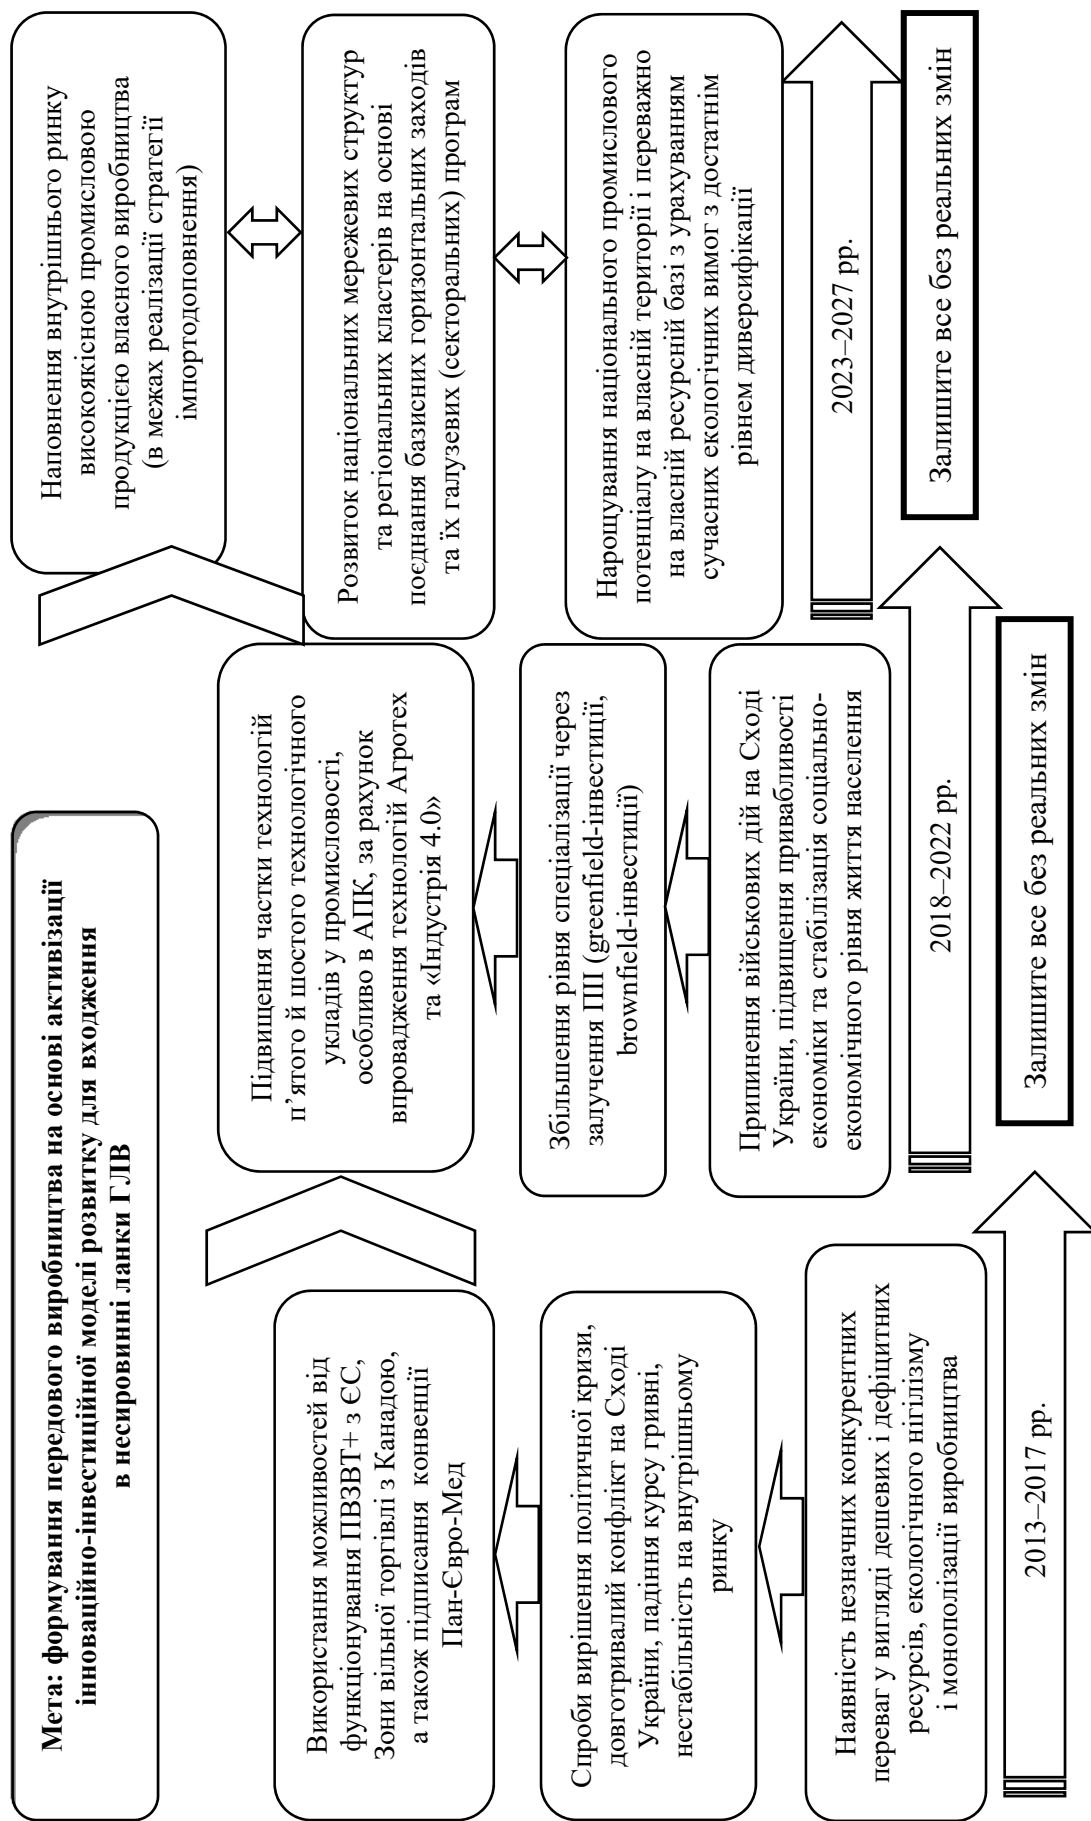 Мета: формування передового виробництва на основі активізації
інноваційно-інвестиційної моделі розвитку для входження
в несировинні ланки ГЛВ
Використання можливостей від
функціонування ПВЗВТ+ з ЄС,
Зони вільної торгівлі з Канадою,
а також підписання конвенції
Пан-Євро-Мед
Спроби вирішення політичної кризи,
довготривалий конфлікт на Сході
України, падіння курсу гривні,
нестабільність на внутрішньому
ринку
Наявність незначних конкурентних
переваг у вигляді дешевих і дефіцитних
ресурсів, екологічного нігілізму
і монополізації виробництва
2013–2017 рр.
Підвищення частки технологій
п’ятого й шостого технологічного
укладів у промисловості,
особливо в АПК, за рахунок
впровадження технологій Агротех
та «Індустрія 4.0»
Збільшення рівня спеціалізації через
залучення ПІІ (greenfield-інвестиції,
brownfield-інвестиції)
Припинення військових дій на Сході
України, підвищення привабливості
економіки та стабілізація соціально-
економічного рівня життя населення
2018–2022 рр.
Залишите все без реальних змін
Наповнення внутрішнього ринку
високоякісною промисловою
продукцією власного виробництва
(в межах реалізації стратегії
імпортодоповнення)
Розвиток національних мережевих структур
та регіональних кластерів на основі
поєднання базисних горизонтальних заходів
та їх галузевих (секторальних) програм
Нарощування національного промислового
потенціалу на власній території і переважно
на власній ресурсній базі з урахуванням
сучасних екологічних вимог з достатнім
рівнем диверсифікації
2023–2027 рр.
Залишите все без реальних змін